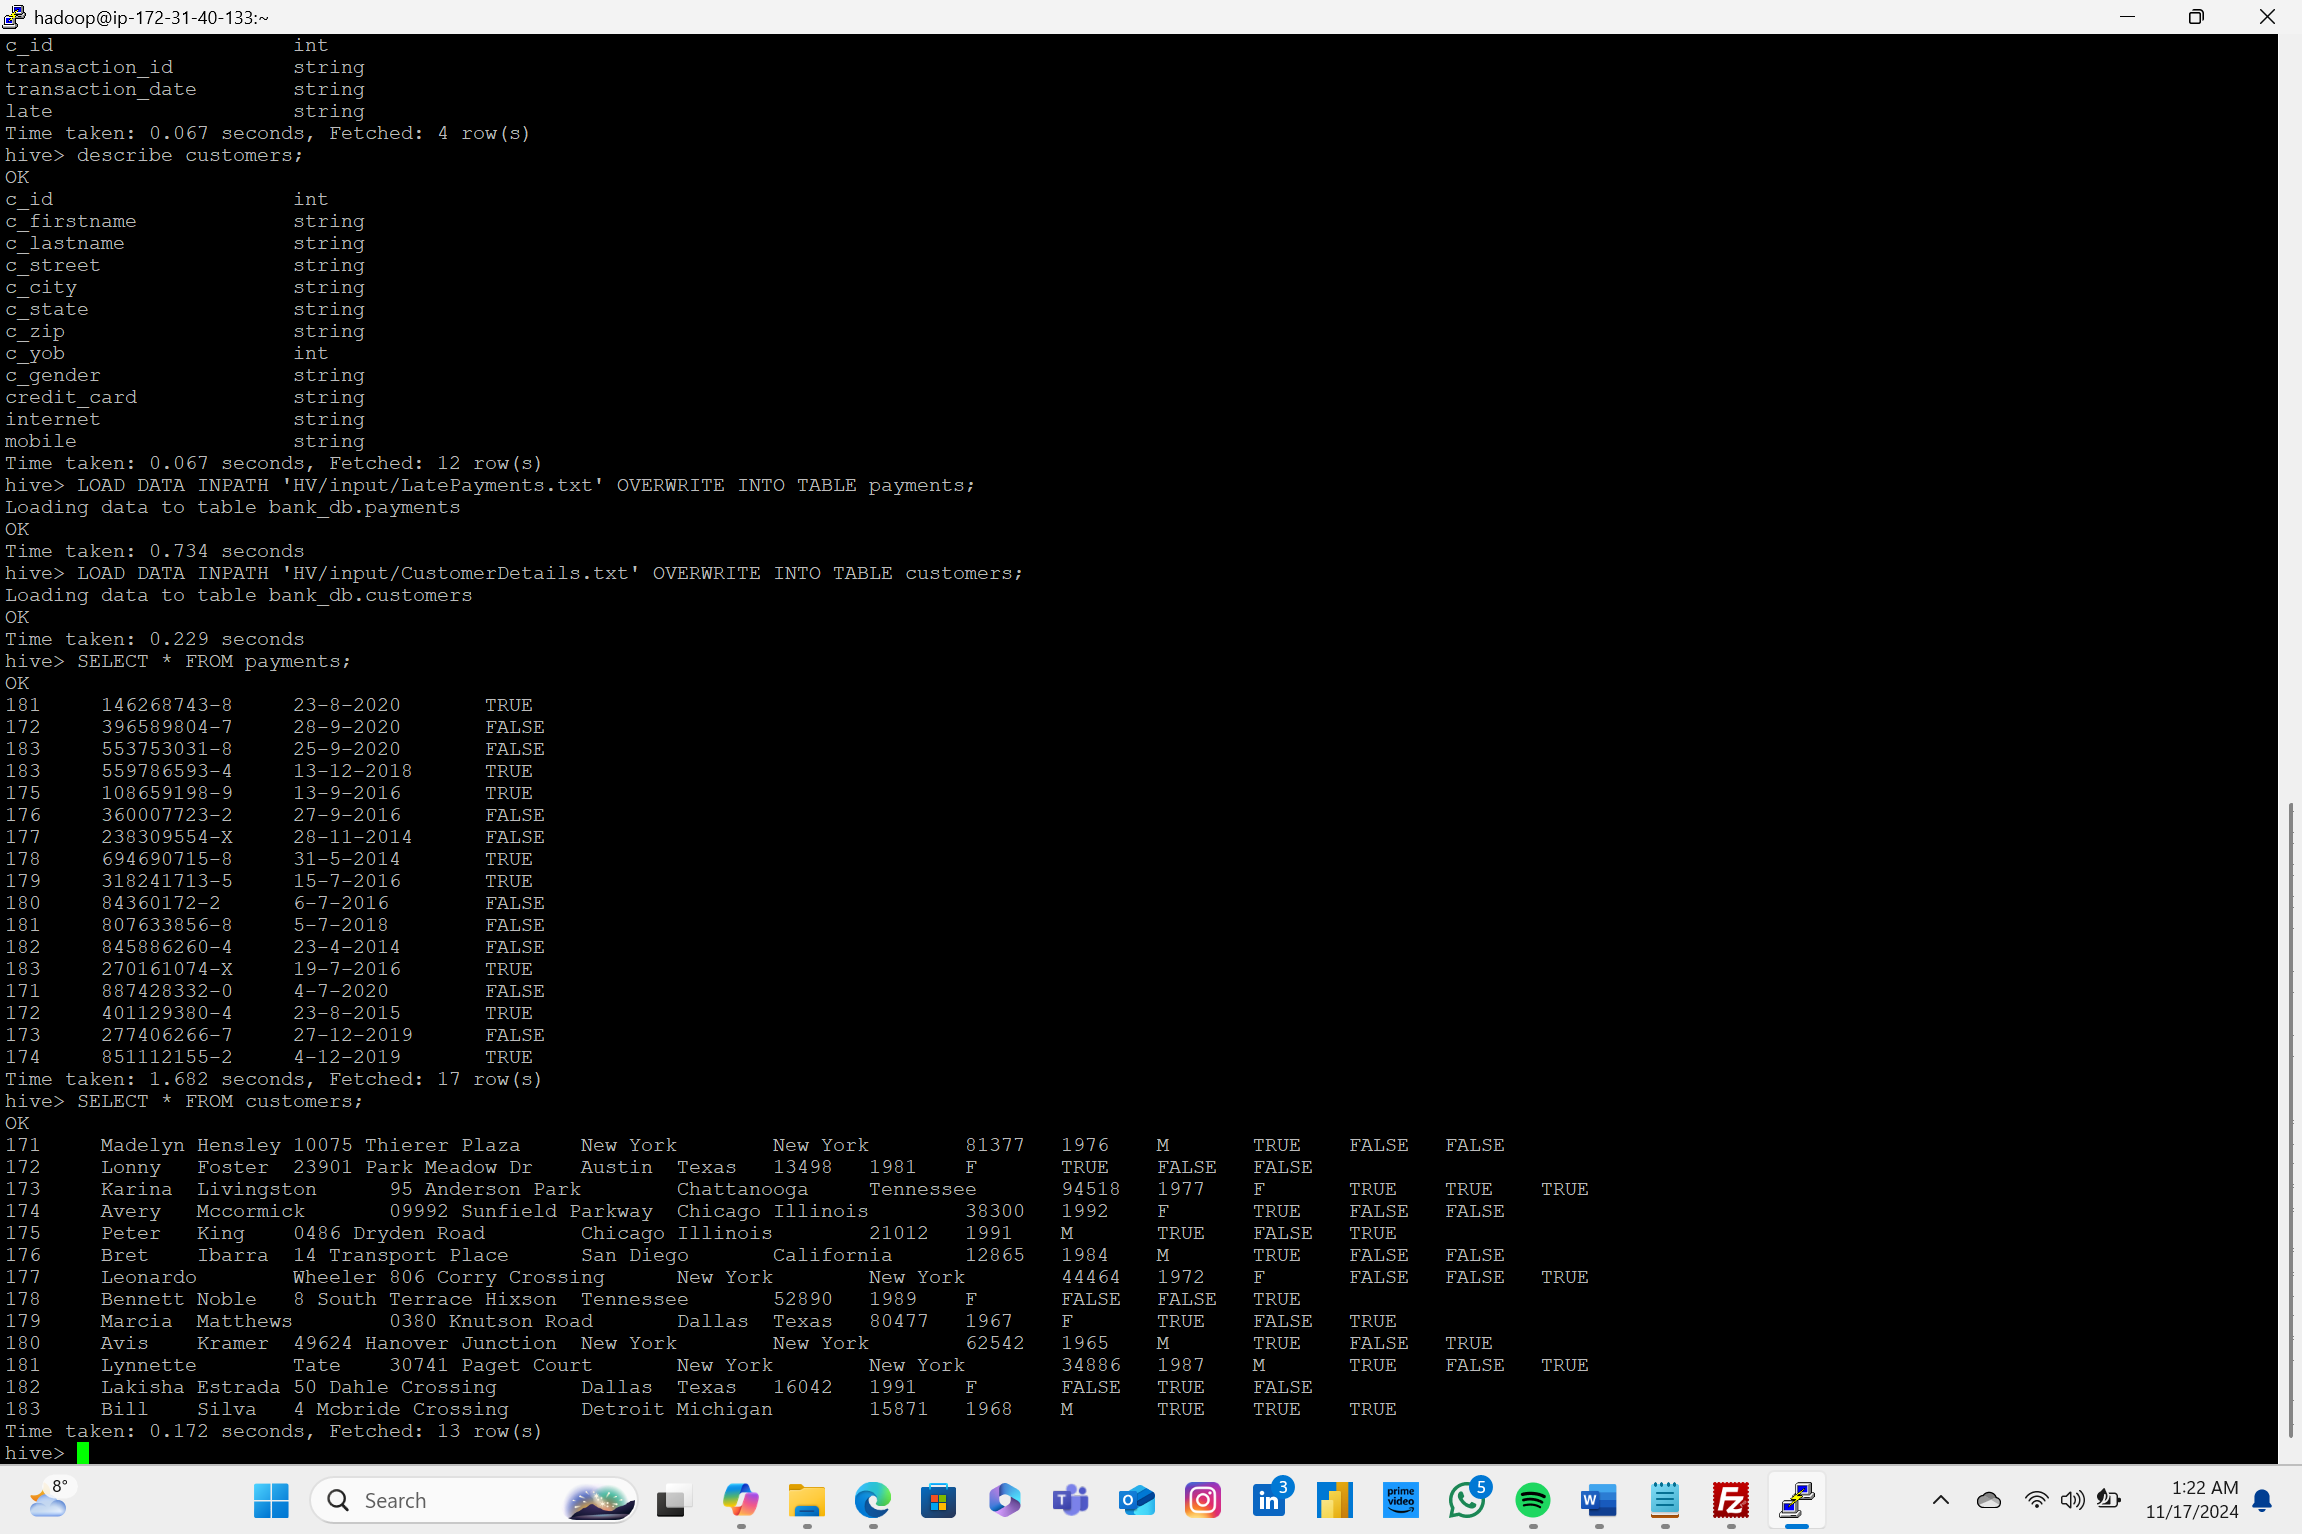 hadoop@ip-172-31-40-133:~
c_id                    int
transaction_id          string
transaction_date        string
late                    string
Time taken: 0.067 seconds, Fetched: 4 row(s)
hive> describe customers;
OK
c_id                    int
c_firstname             string
c_lastname              string
c_street                string
c_city                  string
c_state                 string
c_zip                   string
c_yob                   int
c_gender                string
credit_card             string
internet                string
mobile                  string
Time taken: 0.067 seconds, Fetched: 12 row(s)
hive> LOAD DATA INPATH 'HV/input/LatePayments.txt' OVERWRITE INTO TABLE payments;
Loading data to table bank_db.payments
OK
Time taken: 0.734 seconds
hive> LOAD DATA INPATH 'HV/input/CustomerDetails.txt' OVERWRITE INTO TABLE customers;
Loading data to table bank_db.customers
OK
Time taken: 0.229 seconds
hive> SELECT * FROM payments;
OK
181     146268743-8     23-8-2020       TRUE
172     396589804-7     28-9-2020       FALSE
183     553753031-8     25-9-2020       FALSE
183     559786593-4     13-12-2018      TRUE
175     108659198-9     13-9-2016       TRUE
176     360007723-2     27-9-2016       FALSE
177     238309554-X     28-11-2014      FALSE
178     694690715-8     31-5-2014       TRUE
179     318241713-5     15-7-2016       TRUE
180     84360172-2      6-7-2016        FALSE
181     807633856-8     5-7-2018        FALSE
182     845886260-4     23-4-2014       FALSE
183     270161074-X     19-7-2016       TRUE
171     887428332-0     4-7-2020        FALSE
172     401129380-4     23-8-2015       TRUE
173     277406266-7     27-12-2019      FALSE
174     851112155-2     4-12-2019       TRUE
Time taken: 1.682 seconds, Fetched: 17 row(s)
hive> SELECT * FROM customers;
OK
171     Madelyn Hensley 10075 Thierer Plaza     New York        New York        81377   1976    M       TRUE    FALSE   FALSE
172     Lonny   Foster  23901 Park Meadow Dr    Austin  Texas   13498   1981    F       TRUE    FALSE   FALSE
173     Karina  Livingston      95 Anderson Park        Chattanooga     Tennessee       94518   1977    F       TRUE    TRUE    TRUE
174     Avery   Mccormick       09992 Sunfield Parkway  Chicago Illinois        38300   1992    F       TRUE    FALSE   FALSE
175     Peter   King    0486 Dryden Road        Chicago Illinois        21012   1991    M       TRUE    FALSE   TRUE
176     Bret    Ibarra  14 Transport Place      San Diego       California      12865   1984    M       TRUE    FALSE   FALSE
177     Leonardo        Wheeler 806 Corry Crossing      New York        New York        44464   1972    F       FALSE   FALSE   TRUE
178     Bennett Noble   8 South Terrace Hixson  Tennessee       52890   1989    F       FALSE   FALSE   TRUE
179     Marcia  Matthews        0380 Knutson Road       Dallas  Texas   80477   1967    F       TRUE    FALSE   TRUE
180     Avis    Kramer  49624 Hanover Junction  New York        New York        62542   1965    M       TRUE    FALSE   TRUE
181     Lynnette        Tate    30741 Paget Court       New York        New York        34886   1987    M       TRUE    FALSE   TRUE
182     Lakisha Estrada 50 Dahle Crossing       Dallas  Texas   16042   1991    F       FALSE   TRUE    FALSE
183     Bill    Silva   4 Mcbride Crossing      Detroit Michigan        15871   1968    M       TRUE    TRUE    TRUE
Time taken: 0.172 seconds, Fetched: 13 row(s)
hive>
8°
Search
prime video
3
5
1:22 AM
11/17/2024